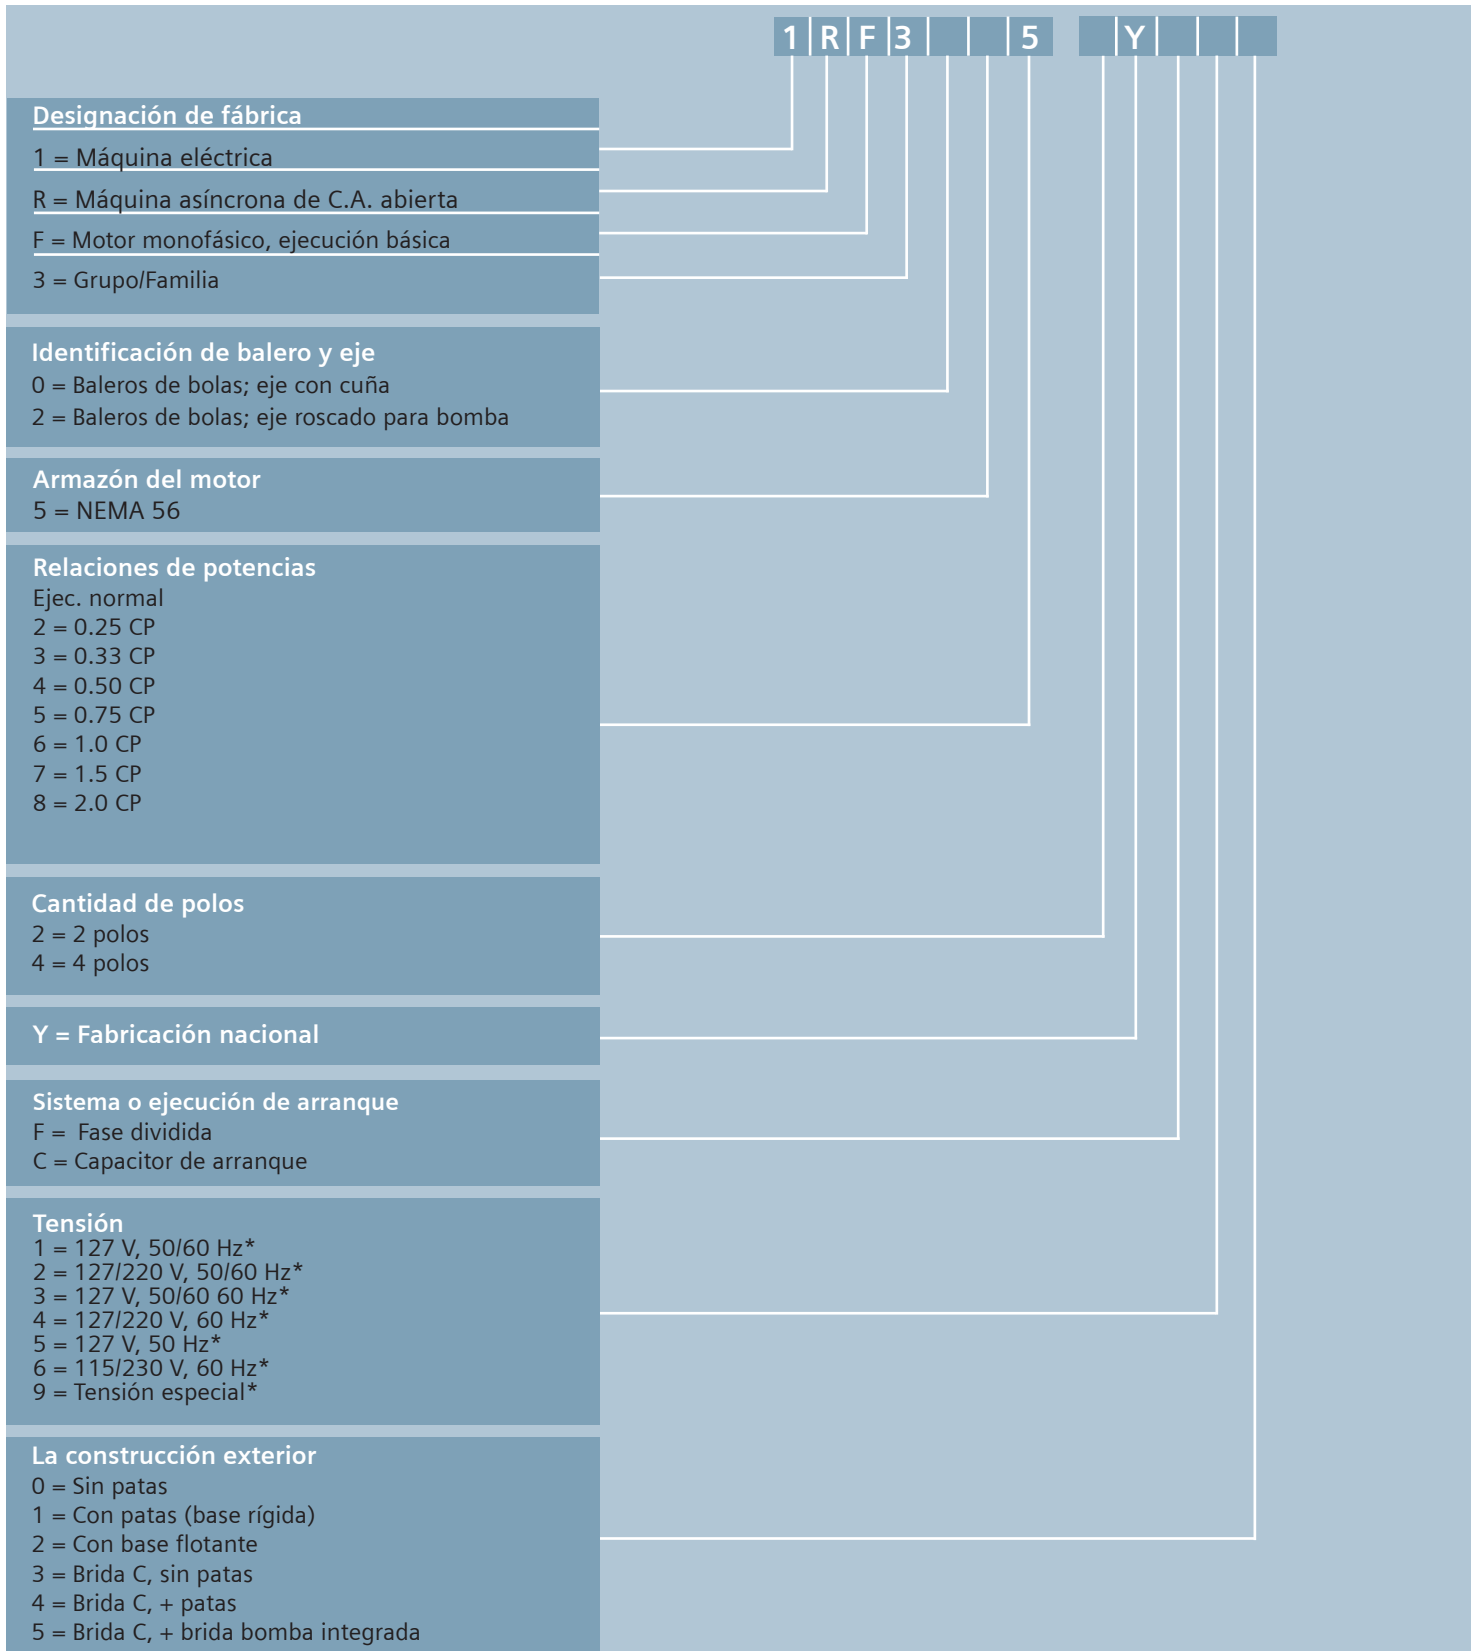 1 R F 3 5 Y
Designación de fábrica
1 = Máquina eléctrica
R = Máquina asíncrona de C.A. abierta
F = Motor monofásico, ejecución básica
3 = Grupo/Familia
Identificación de balero y eje
0 = Baleros de bolas; eje con cuña
2 = Baleros de bolas; eje roscado para bomba
Armazón del motor
5 = NEMA 56
Relaciones de potencias
Ejec. normal
2 = 0.25 CP
3 = 0.33 CP
4 = 0.50 CP
5 = 0.75 CP
6 = 1.0 CP
7 = 1.5 CP
8 = 2.0 CP
Cantidad de polos
2 = 2 polos
4 = 4 polos
Y = Fabricación nacional
Sistema o ejecución de arranque
F =  Fase dividida
C = Capacitor de arranque
Tensión
1 = 127 V, 50/60 Hz*
2 = 127/220 V, 50/60 Hz*
3 = 127 V, 50/60 60 Hz*
4 = 127/220 V, 60 Hz*
5 = 127 V, 50 Hz*
6 = 115/230 V, 60 Hz*
9 = Tensión especial*
La construcción exterior
0 = Sin patas
1 = Con patas (base rígida)
2 = Con base flotante
3 = Brida C, sin patas
4 = Brida C, + patas
5 = Brida C, + brida bomba integrada